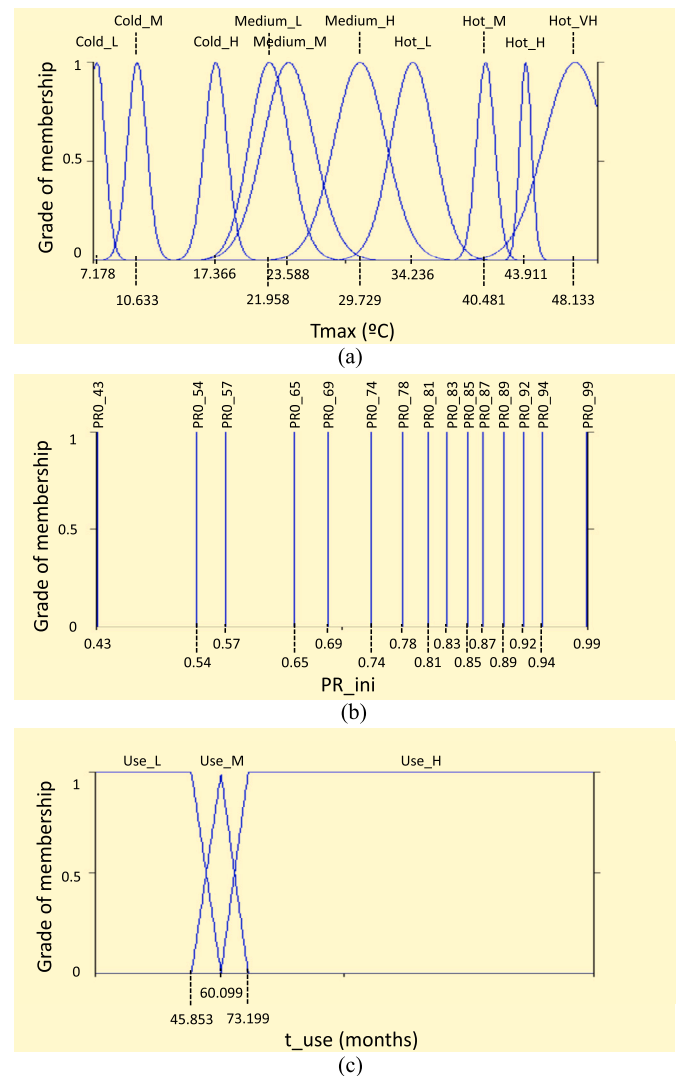 Cold_M Medium_L Medium_H Hot_M Hot_VH
Cold_L Cold_H Medium_M Hot_L Hot_H
1
0.5
0
Grade of membership
7.178 17.366 23.588 34.236 43.911
10.633 21.958 29.729 40.481 48.133
Tmax (ºC)
(a)
PR0_43 PR0_54 PR0_57 PR0_65 PR0_69 PR0_74 PR0_78 PR0_81 PR0_83 PR0_85 PR0_87 PR0_89 PR0_92 PR0_94 PR0_99
1
0.5
0
Grade of membership
0.43 0.57 0.69 0.78 0.83 0.87 0.92 0.99
0.54 0.65 0.74 0.81 0.85 0.89 0.94
PR_ini
(b)
Use_L Use_M Use_H
1
0.5
0
Grade of membership
60.099
45.853 73.199
t_use (months)
(c)